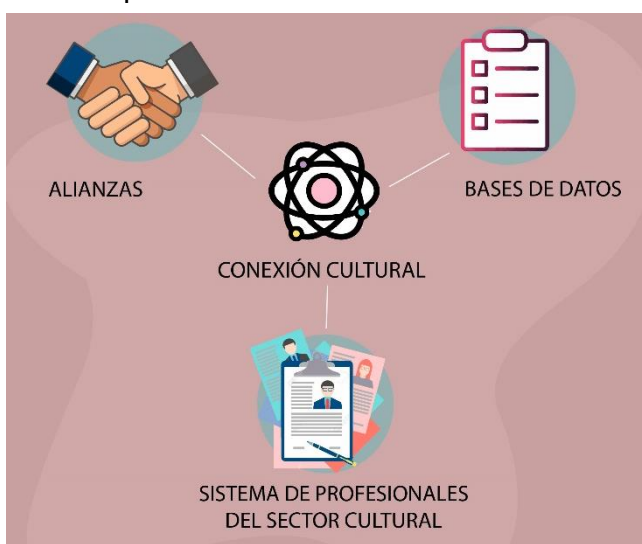 ALIANZAS
BASES DE DATOS
CONEXIÓN CULTURAL
SISTEMA DE PROFESIONALES
DEL SECTOR CULTURAL